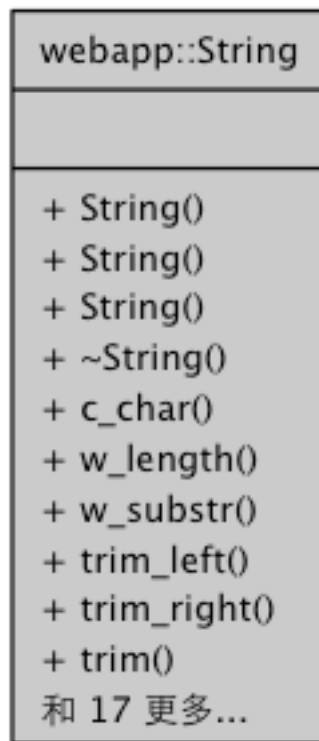 webapp::String
+ String()
+ String()
+ String()
+ ~String()
+ c_char()
+ w_length()
+ w_substr()
+ trim_left()
+ trim_right()
+ trim()
和 17 更多...